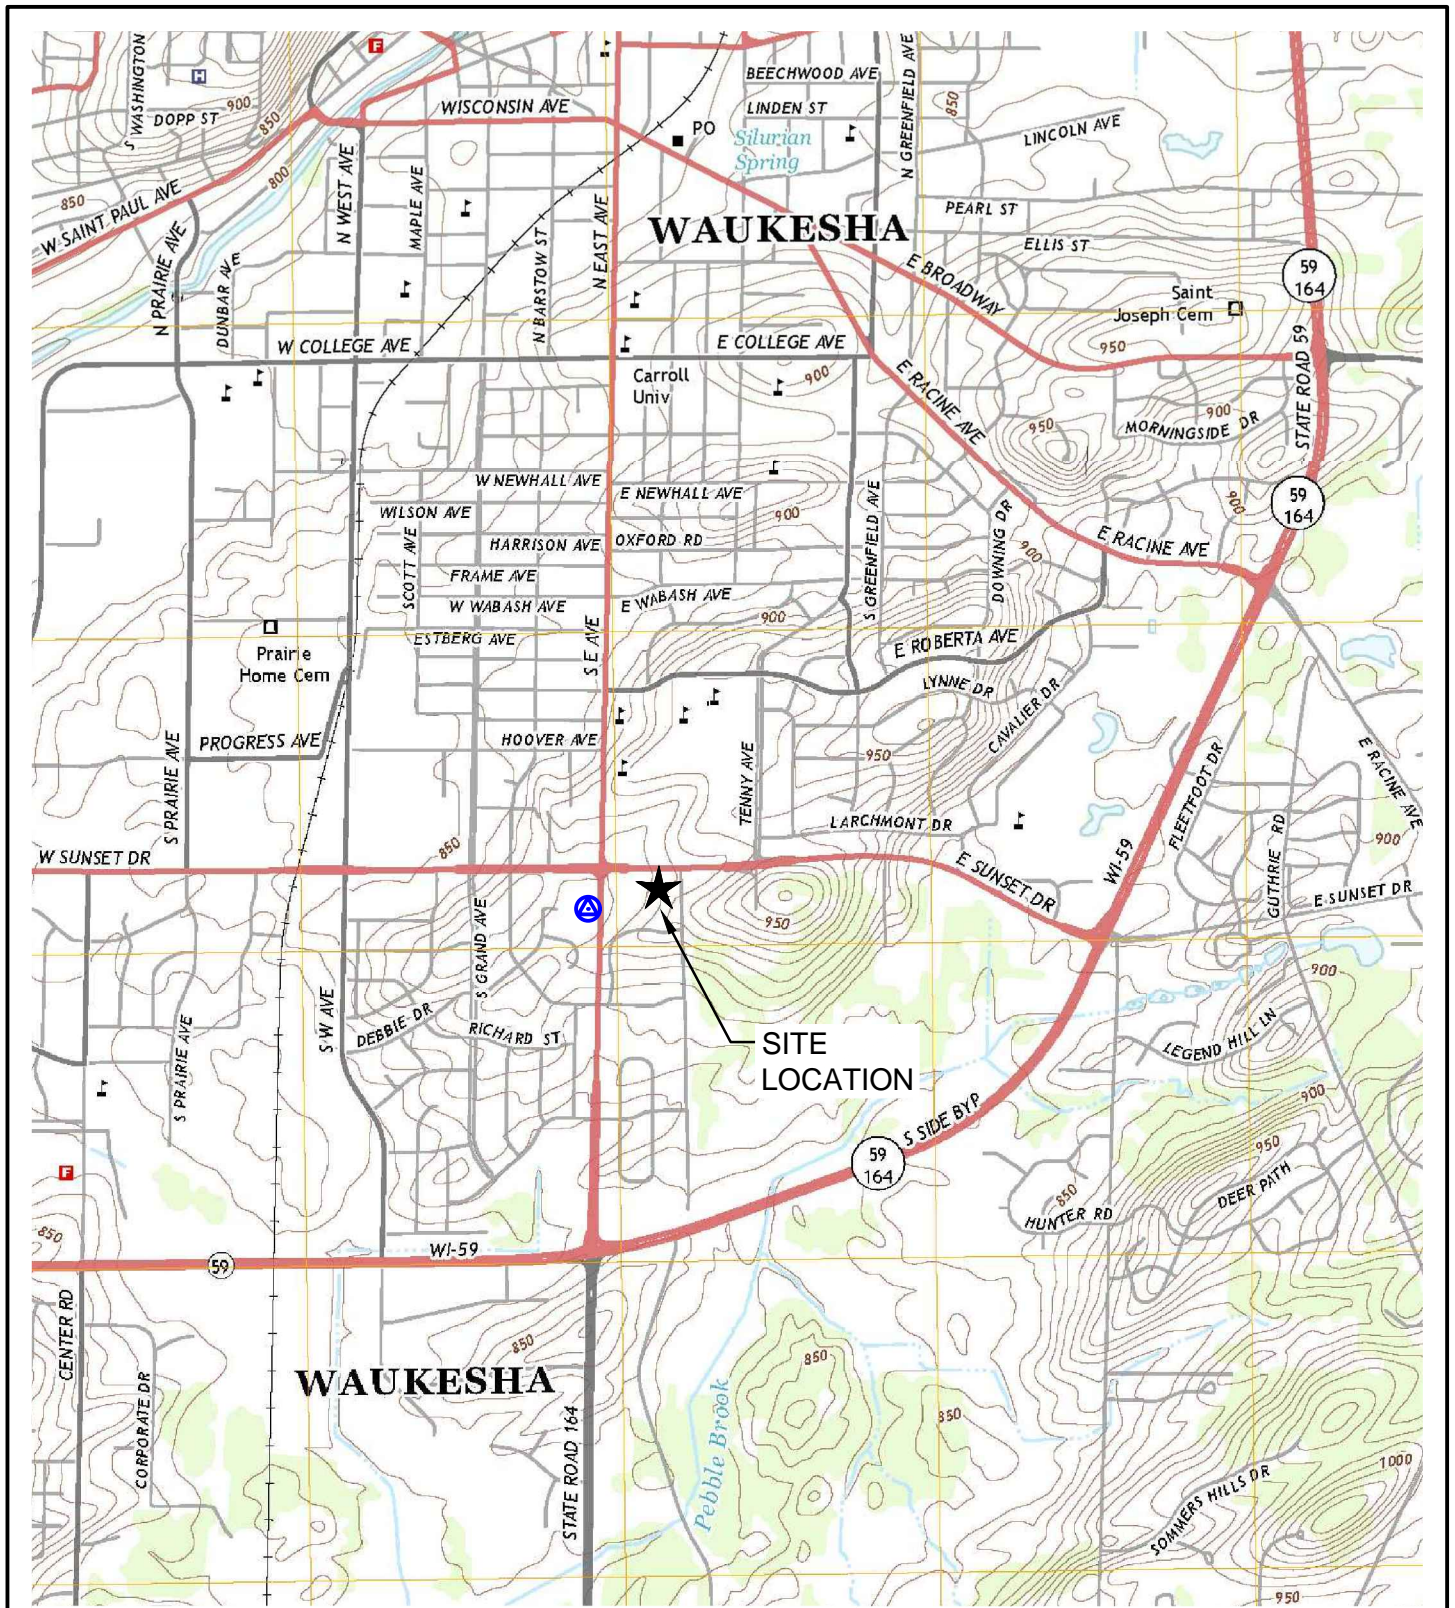 F
S WASHINGTON
H
DOPP ST
900
850
WISCONSIN AVE
BEECHWOOD AVE
LINDEN ST
PO
Silurian
Spring
N GREENFIELD AVE
850
LINCOLN AVE
850
W SAINT PAUL AVE
800
N WEST AVE
MAPLE AVE
N PRAIRIE AVE
DUNBAR AVE
N BARSTOW ST
N EAST AVE
WAUKESHA
PEARL ST
ELLIS ST
E BROADWAY
Saint
Joseph Cem
59
164
W COLLEGE AVE
E COLLEGE AVE
950
STATE ROAD 59
Carroll
Univ
900
E RACINE AVE
950
900
MORNINGSIDE DR
W NEWHALL AVE
E NEWHALL AVE
WILSON AVE
900
HARRISON AVE
OXFORD RD
SCOTT AVE
FRAME AVE
W WABASH AVE
E WABASH AVE
ESTBERG AVE
900
S E AVE
S GREENFIELD AVE
DOWNING DR
900
E RACINE AVE
900
59
164
Prairie
Home Cem
E ROBERTA AVE
LYNNE DR
CAVALIER DR
PROGRESS AVE
S PRAIRIE AVE
HOOVER AVE
TENNY AVE
950
LARCHMONT DR
FLEETFOOT DR
E RACINE AVE
GUTHRIE RD
900
W SUNSET DR
850
E SUNSET DR
WI-59
E SUNSET DR
S GRAND AVE
950
S W AVE
DEBBIE DR
RICHARD ST
S PRAIRIE AVE
SITE
LOCATION
900
LEGEND HILL LN
900
S SIDE BYP
59
164
950
DEER PATH
850
HUNTER RD
F
850
59
WI-59
CENTER RD
CORPORATE DR
850
WAUKESHA
STATE ROAD 164
Pebble Brook
850
850
SOMMERS HILLS DR
1000
950